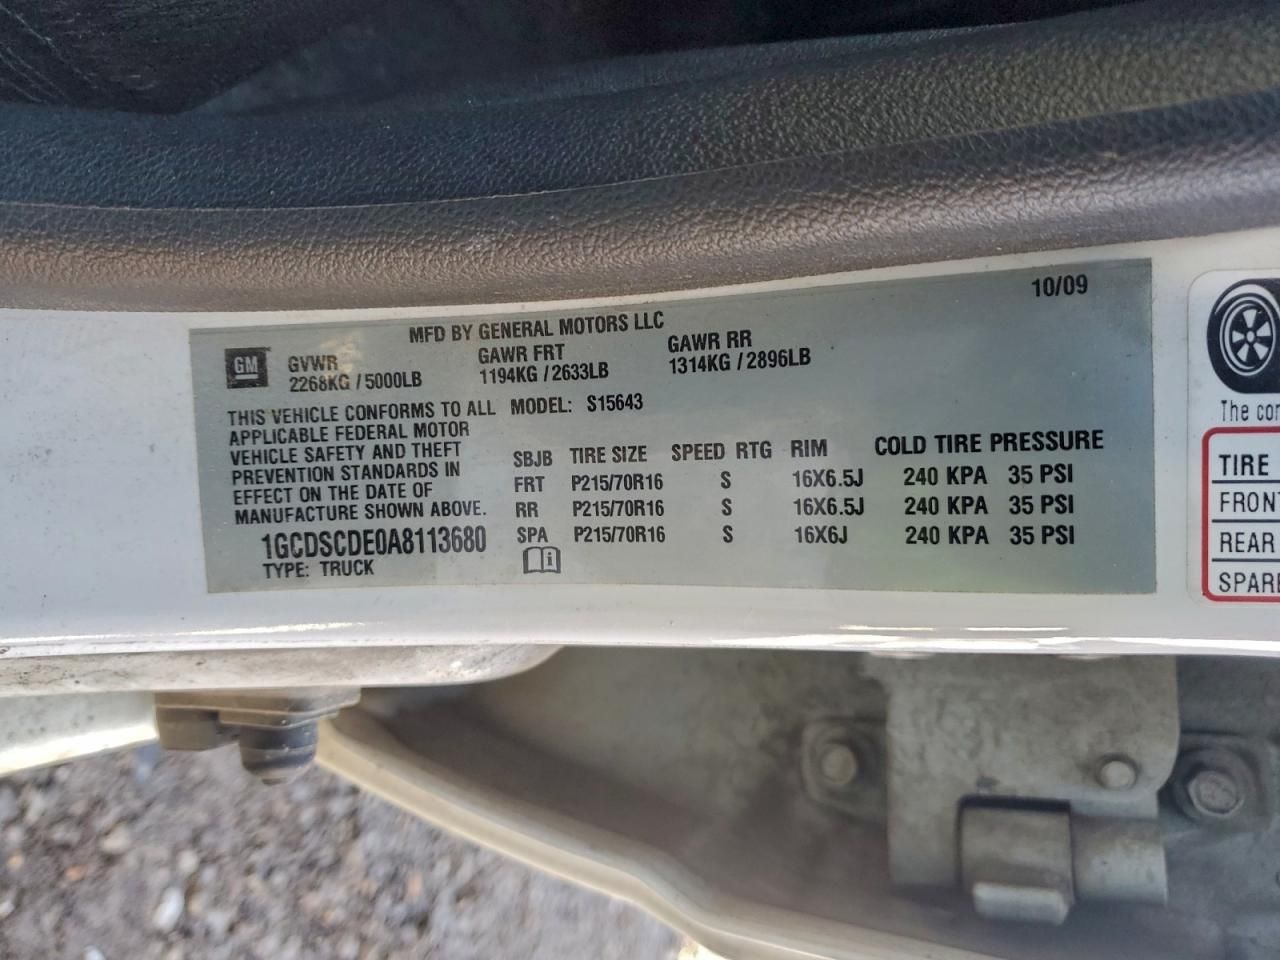 10/09
MFD BY GENERAL MOTORS LLC
GM
GVWR GAWR FRT GAWR RR
2268KG / 5000LB 1194KG / 2633LB 1314KG / 2896LB
THIS VEHICLE CONFORMS TO ALL MODEL: S15643
APPLICABLE FEDERAL MOTOR
VEHICLE SAFETY AND THEFT
PREVENTION STANDARDS IN
EFFECT ON THE DATE OF
MANUFACTURE SHOWN ABOVE.
1GCDSCDE0A8113680
TYPE: TRUCK
SBJB TIRE SIZE SPEED RTG RIM COLD TIRE PRESSURE
FRT P215/70R16 S 16X6.5J 240 KPA 35 PSI
RR P215/70R16 S 16X6.5J 240 KPA 35 PSI
SPA P215/70R16 S 16X6J 240 KPA 35 PSI
i
The
TIRE
FRONT
REAR
SPARE